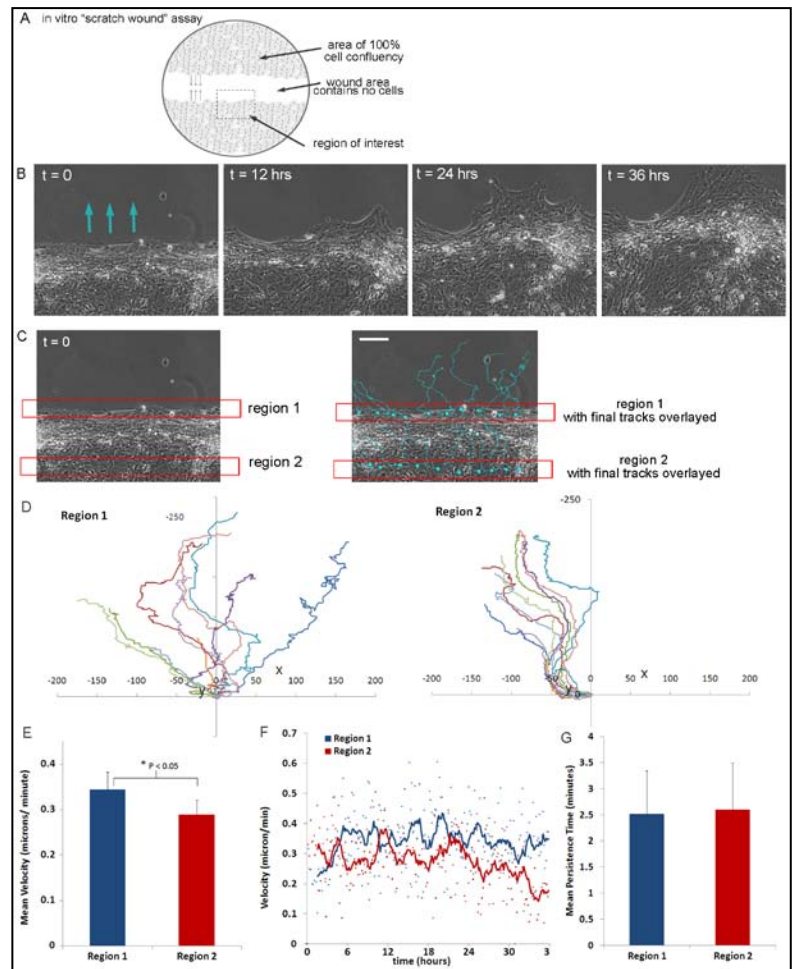 A in vitro “scratch wound” assay
area of 100%
cell confluency
wound area
contains no cells
region of interest
B
t = 0
t = 12 hrs
t = 24 hrs
t = 36 hrs
C
t = 0
region 1
region 2
region 1
with final tracks overlayed
region 2
with final tracks overlayed
D
Region 1
-250
x
y
-200 -150 -100 -50 0 50 100 150 200
Region 2
-250
x
y
-200 -150 -100 -50 0 50 100 150 200
E
Mean Velocity (microns/ minute)
0.4
0.3
0.2
0.1
0
* P < 0.05
Region 1 Region 2
F
Velocity (micron/min)
0.7
0.6
0.5
0.4
0.3
0.2
0.1
0
Region 1
Region 2
0 6 12 18 24 30 3
time (hours)
G
Mean Persistence Time (minutes)
4
3.5
3
2.5
2
1.5
1
0.5
0
Region 1 Region 2